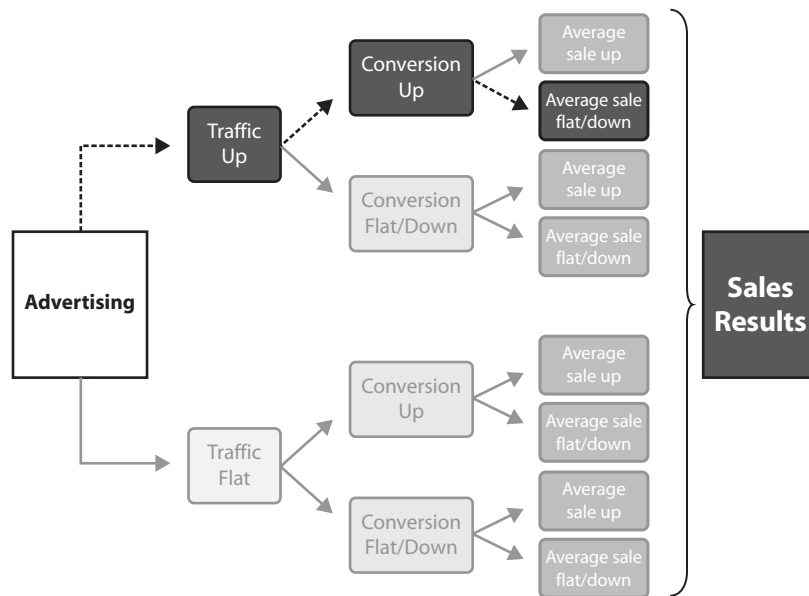 Average
sale up
Conversion
Up
Average sale
flat/down
Traffic
Up
Average
sale up
Conversion
Flat/Down
Average sale
flat/down
Advertising
Sales
Results
Average
sale up
Conversion
Up
Average sale
flat/down
Traffic
Flat
Average
sale up
Conversion
Flat/Down
Average sale
flat/down